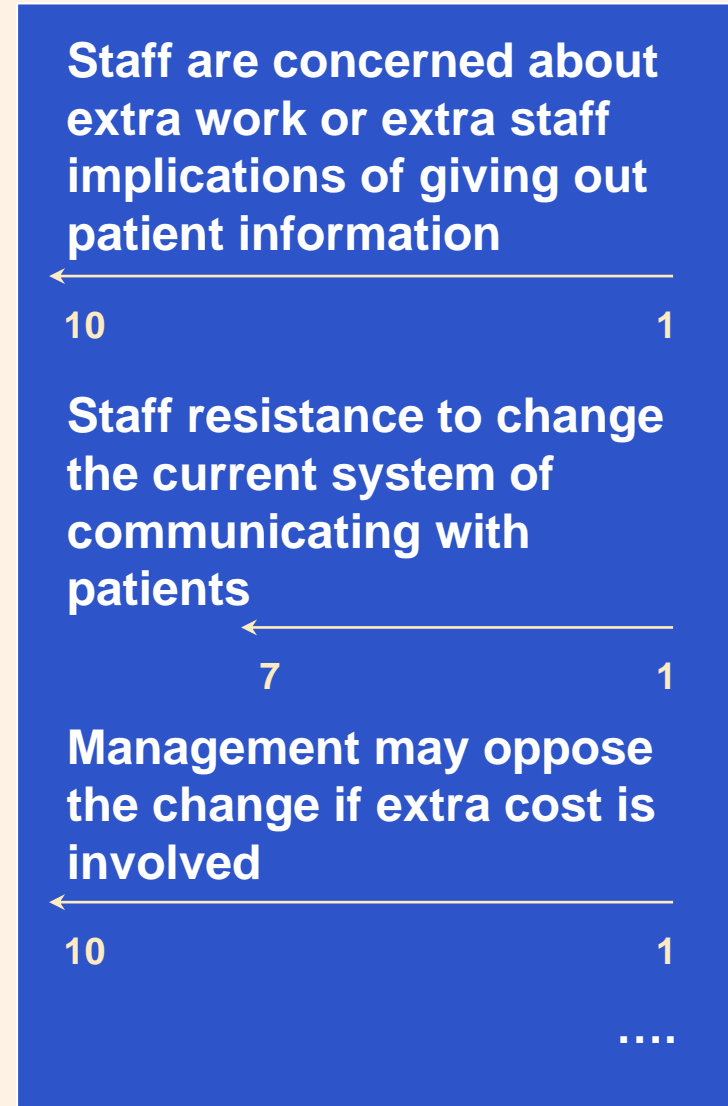 Staff are concerned about
extra work or extra staff
implications of giving out
patient information
10 1
Staff resistance to change
the current system of
communicating with
patients
7 1
Management may oppose
the change if extra cost is
involved
10 1
....